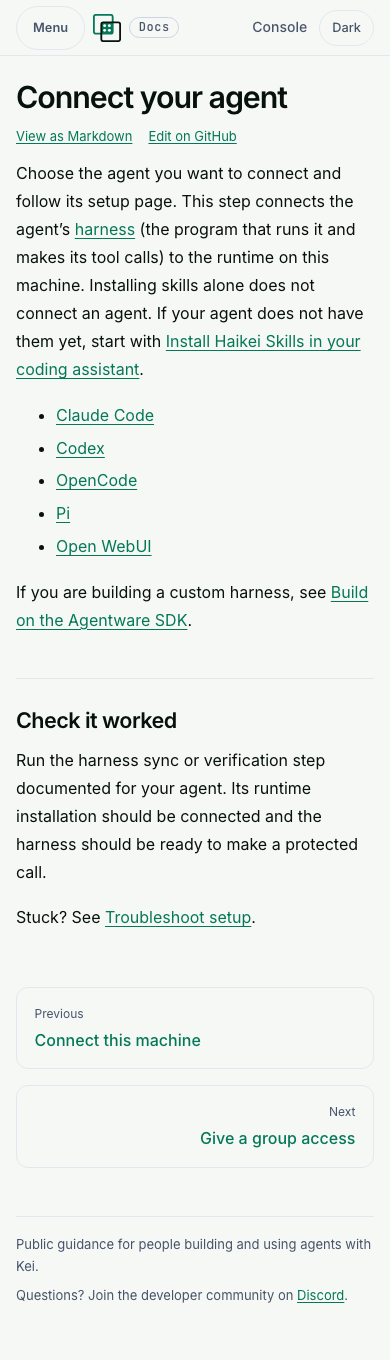 Menu
Docs
Console
Dark
Connect your agent
View as Markdown Edit on GitHub
Choose the agent you want to connect and
follow its setup page. This step connects the
agent’s harness (the program that runs it and
makes its tool calls) to the runtime on this
machine. Installing skills alone does not
connect an agent. If your agent does not have
them yet, start with Install Haikei Skills in your
coding assistant.
Claude Code
Codex
OpenCode
Pi
Open WebUI
If you are building a custom harness, see Build
on the Agentware SDK.
Check it worked
Run the harness sync or verification step
documented for your agent. Its runtime
installation should be connected and the
harness should be ready to make a protected
call.
Stuck? See Troubleshoot setup.
Previous
Connect this machine
Next
Give a group access
Public guidance for people building and using agents with
Kei.
Questions? Join the developer community on Discord.